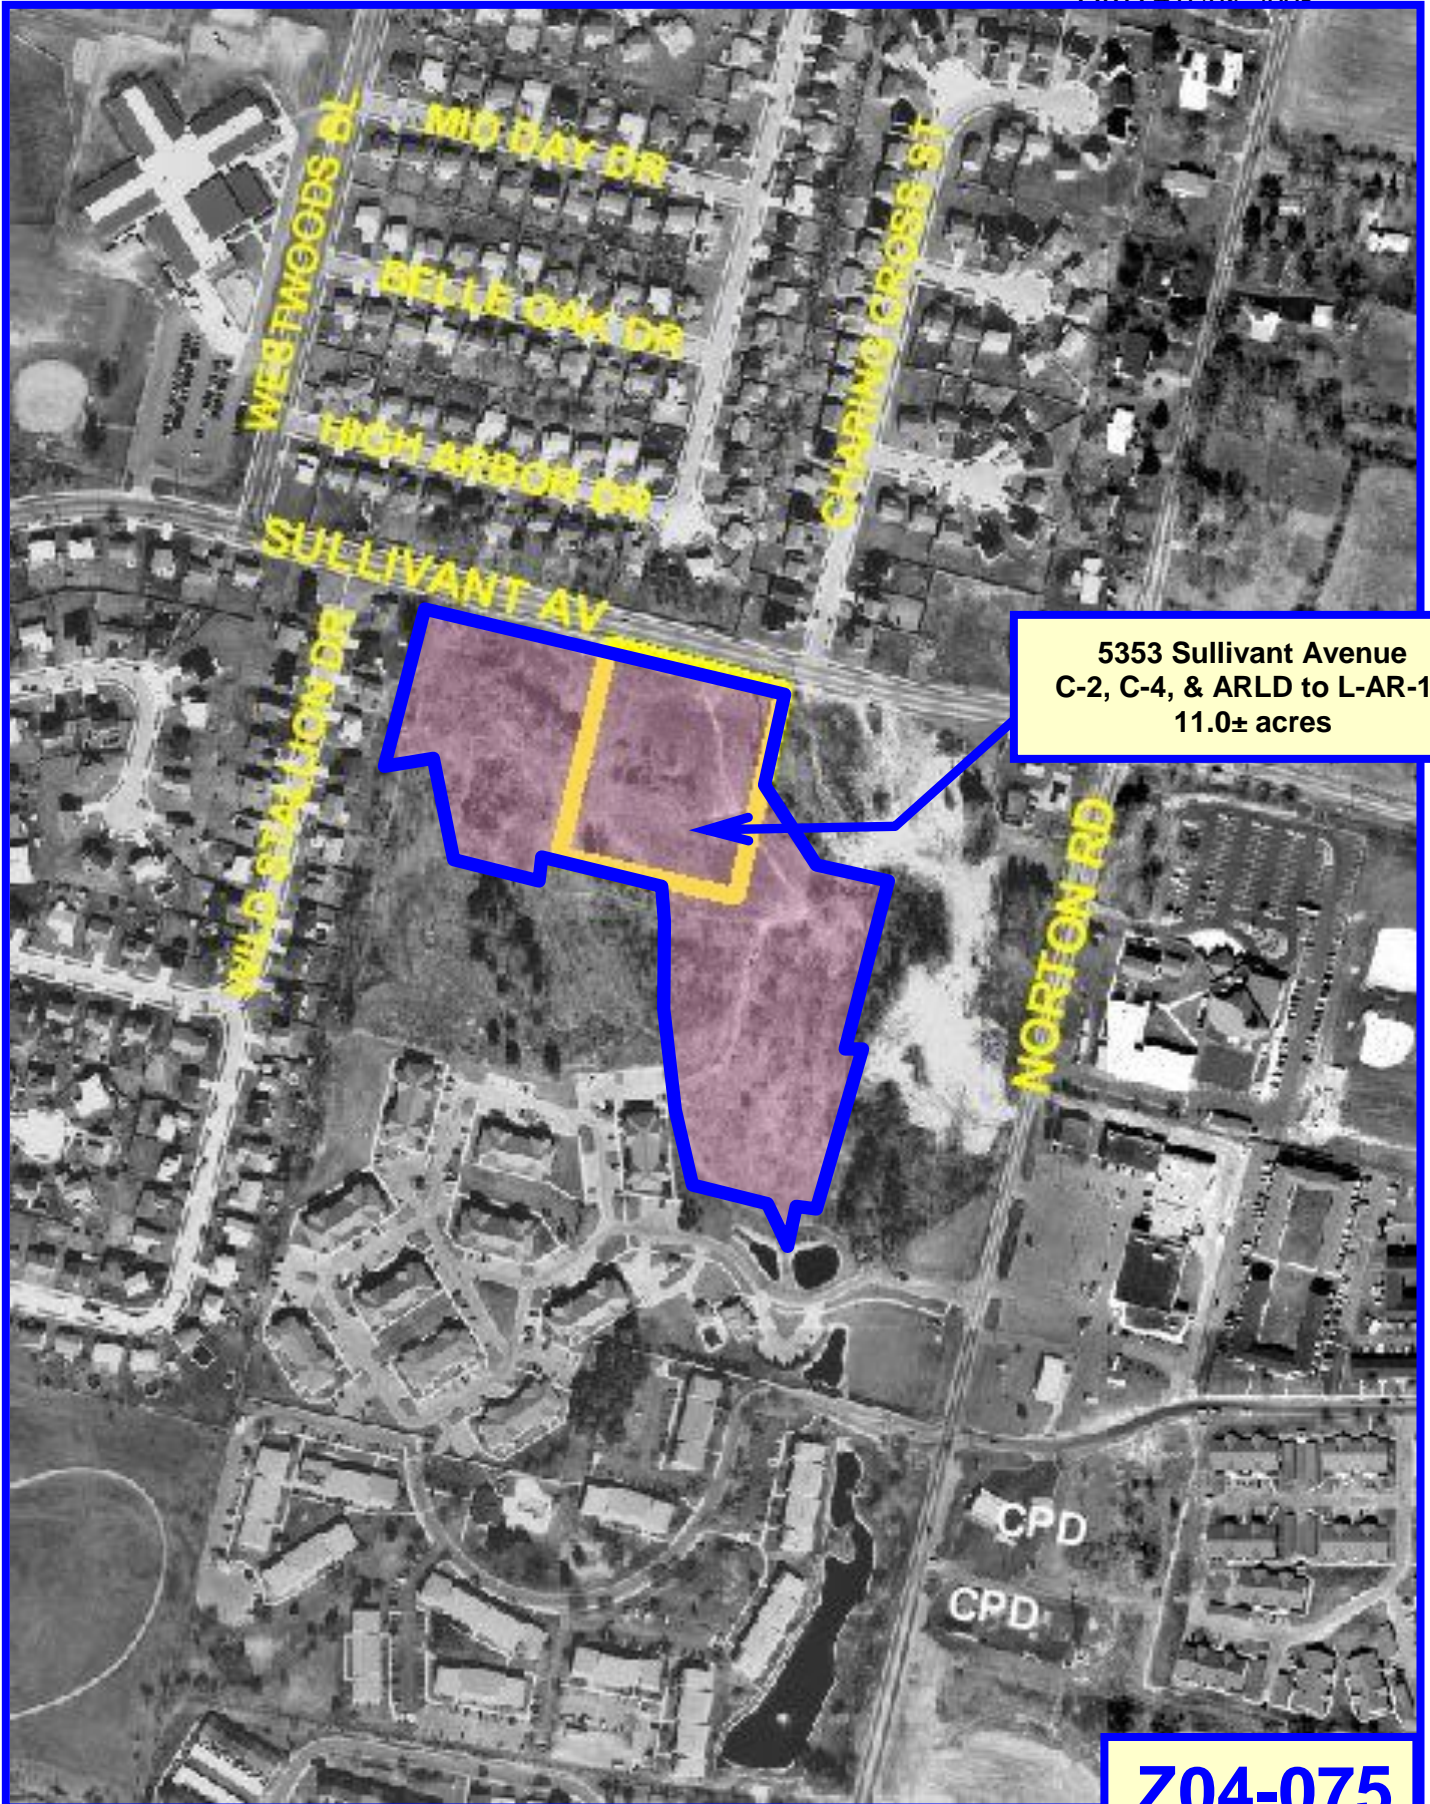 MID DAY DR
WESTWOODS BL
CHARING CROSS ST
BELLE OAK DR
HIGH ARBOR DR
SULLIVANT AV
WILD STALLION DR
5353 Sullivant Avenue
C-2, C-4, & ARLD to L-AR-1
11.0± acres
NORTON RD
CPD
CPD
Z04-075